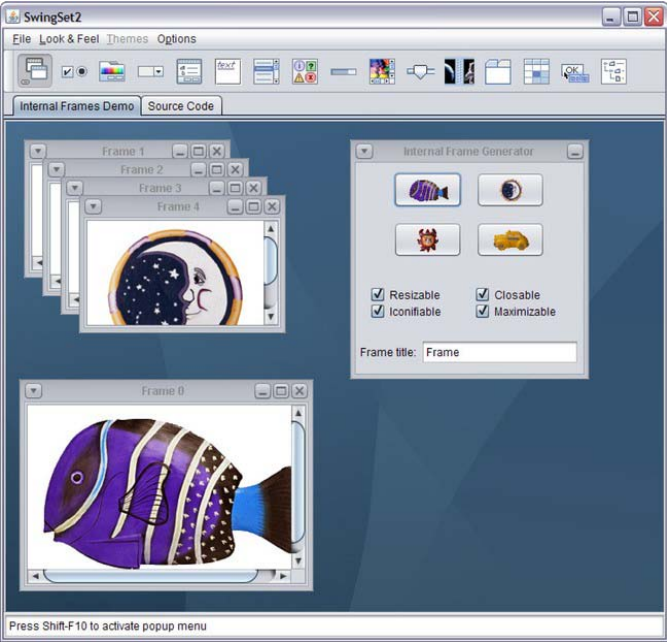 SwingSet2
File Look & Feel Themes Options
text
OK
Internal Frames Demo Source Code
Frame 1
Frame 2
Frame 3
Frame 4
Internal Frame Generator
Resizable Closable
Iconifiable Maximizable
Frame title: Frame
Frame 0
Press Shift-F10 to activate popup menu